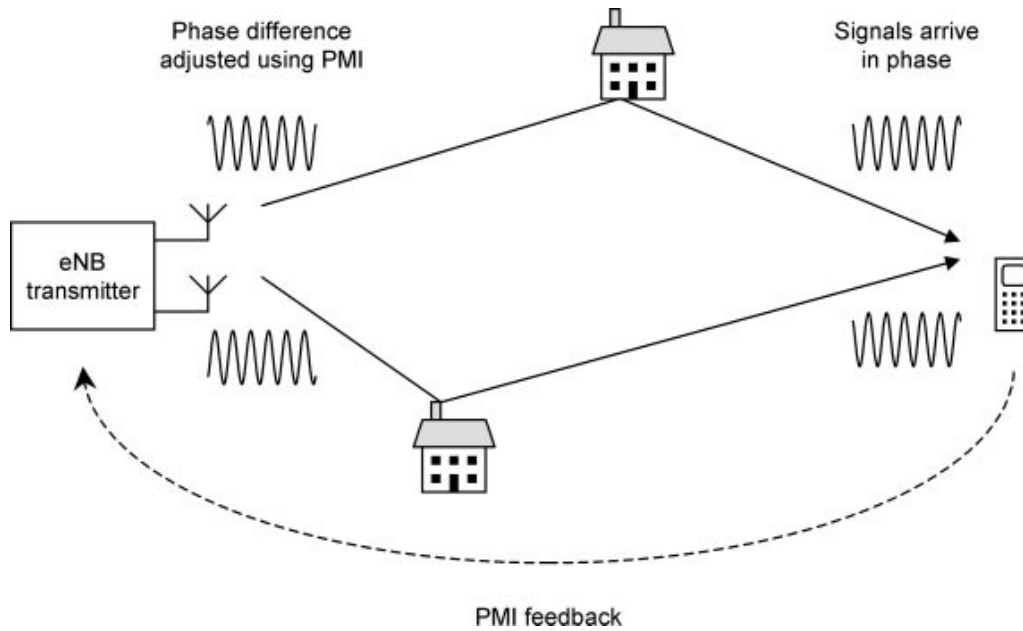 Phase difference
adjusted using PMI
Signals arrive
in phase
eNB
transmitter
PMI feedback